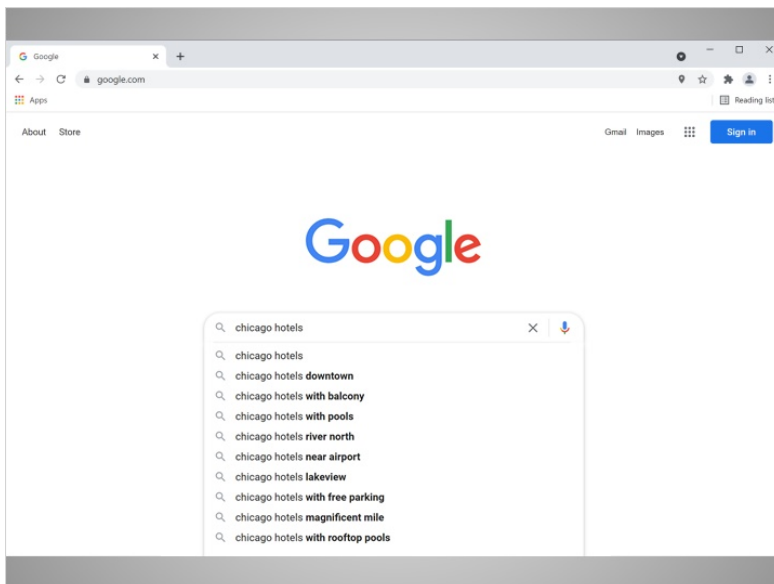 Google
google.com
Apps
Reading list
About Store
Gmail Images Sign in
Google
chicago hotels
chicago hotels
chicago hotels downtown
chicago hotels with balcony
chicago hotels with pools
chicago hotels river north
chicago hotels near airport
chicago hotels lakeview
chicago hotels with free parking
chicago hotels magnificent mile
chicago hotels with rooftop pools